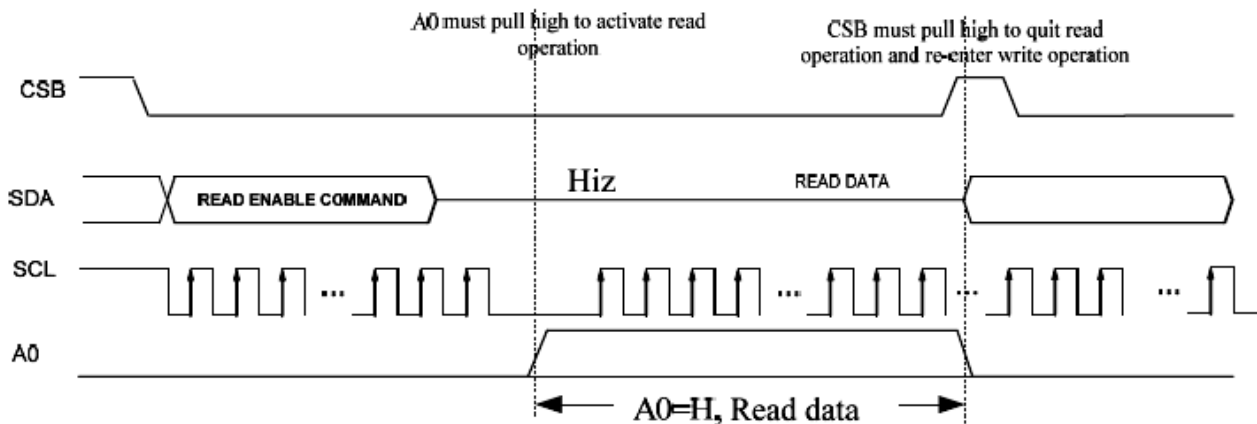 A0 must pull high to activate read
operation
CSB must pull high to quit read
operation and re-enter write operation
CSB
SDA
READ ENABLE COMMAND
Hiz
READ DATA
SCL
...
...
...
...
A0
A0=H, Read data